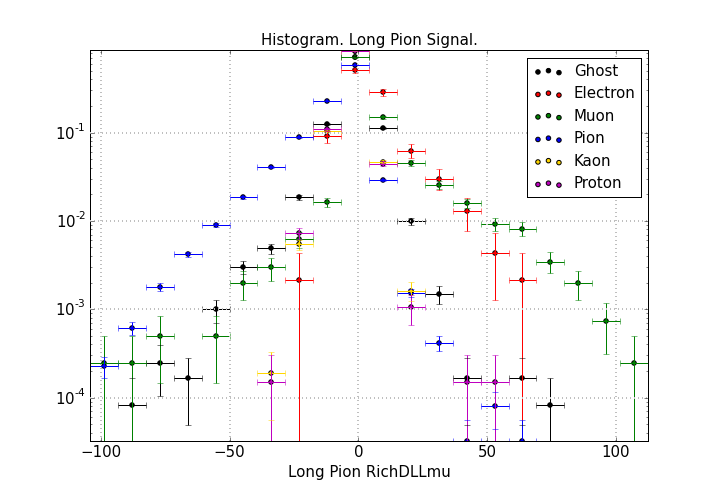 Histogram. Long Pion Signal.
Ghost
Electron
Muon
Pion
Kaon
Proton
10⁻¹
10⁻²
10⁻³
10⁻⁴
−100 −50 0 50 100
Long Pion RichDLLmu